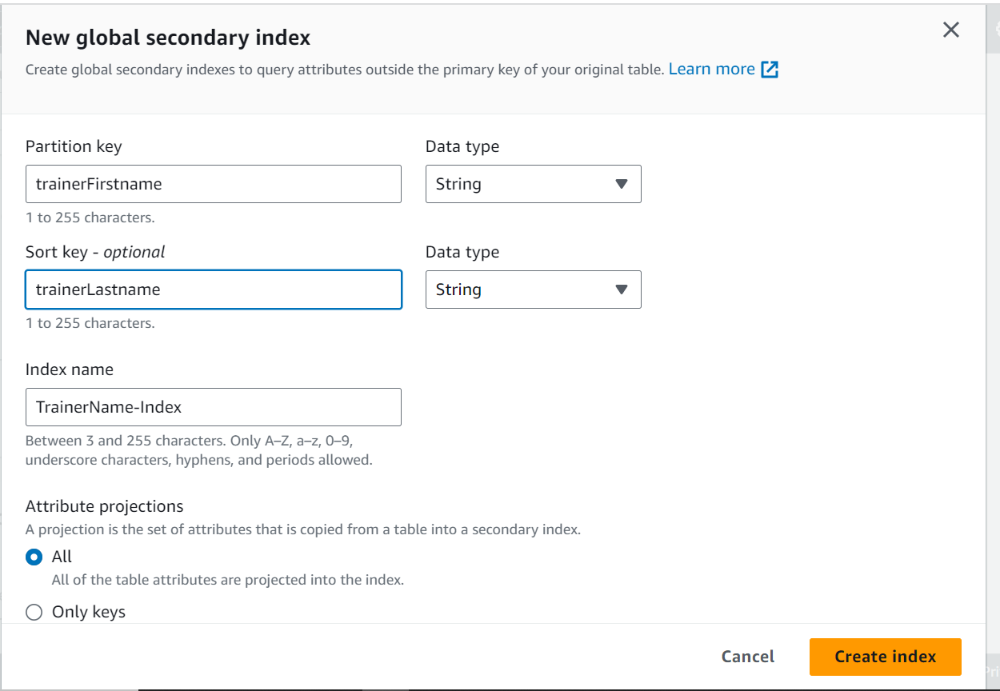 New global secondary index
Create global secondary indexes to query attributes outside the primary key of your original table. Learn more
Partition key
Data type
trainerFirstname
String
1 to 255 characters.
Sort key - optional
Data type
trainerLastname
String
1 to 255 characters.
Index name
TrainerName-Index
Between 3 and 255 characters. Only A–Z, a–z, 0–9,
underscore characters, hyphens, and periods allowed.
Attribute projections
A projection is the set of attributes that is copied from a table into a secondary index.
All
All of the table attributes are projected into the index.
Only keys
Cancel
Create index